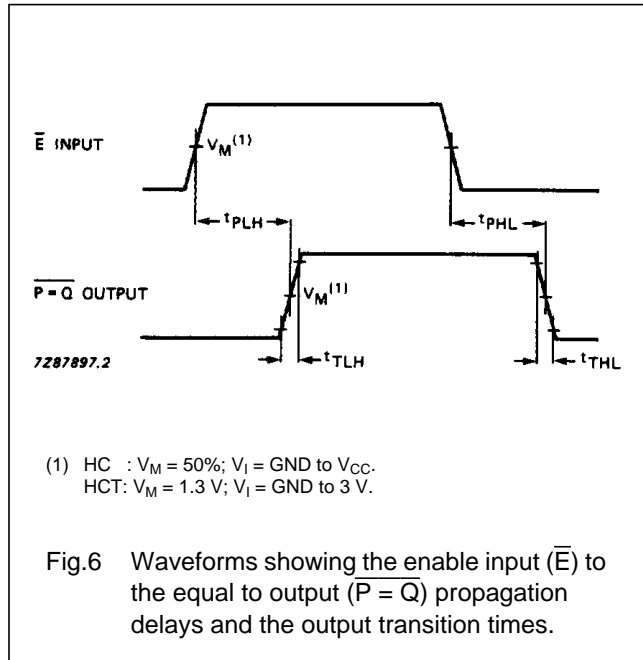 E̅ INPUT
V_M(1)
t_PLH
t_PHL
P̅ ̅=̅ ̅Q̅ OUTPUT
V_M(1)
7Z87897.2
t_TLH
t_THL
(1) HC : V_M = 50%; V_I = GND to V_CC.
HCT: V_M = 1.3 V; V_I = GND to 3 V.
Fig.6 Waveforms showing the enable input (E̅) to
the equal to output (P̅ ̅=̅ ̅Q̅) propagation
delays and the output transition times.